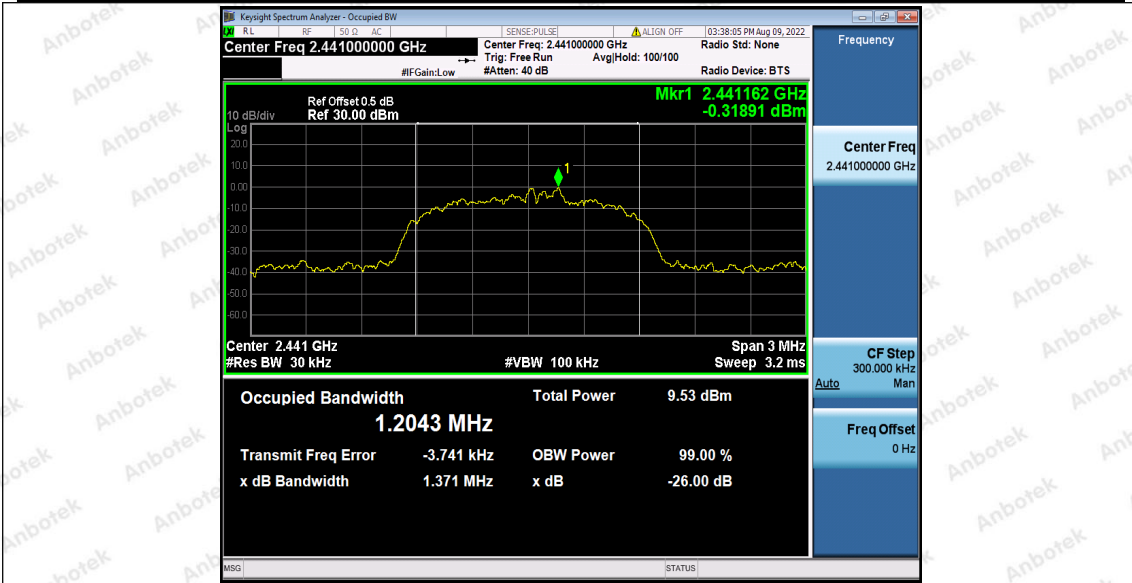 Keysight Spectrum Analyzer - Occupied BW
RL RF 50 Ω AC SENSE:PULSE ALIGN OFF 03:38:05 PM Aug 09, 2022
Center Freq 2.441000000 GHz
Center Freq: 2.441000000 GHz Radio Std: None
Trig: Free Run Avg|Hold: 100/100
#IFGain:Low #Atten: 40 dB Radio Device: BTS
Mkr1 2.441162 GHz
-0.31891 dBm
Ref Offset 0.5 dB
10 dB/div Ref 30.00 dBm
Log
20.0
10.0
0.00
-10.0
-20.0
-30.0
-40.0
-50.0
-60.0
1
Center 2.441 GHz Span 3 MHz
#Res BW 30 kHz #VBW 100 kHz Sweep 3.2 ms
Occupied Bandwidth Total Power 9.53 dBm
1.2043 MHz
Transmit Freq Error -3.741 kHz OBW Power 99.00 %
x dB Bandwidth 1.371 MHz x dB -26.00 dB
MSG STATUS
Frequency
Center Freq
2.441000000 GHz
CF Step
300.000 kHz
Auto Man
Freq Offset
0 Hz
Anbotek